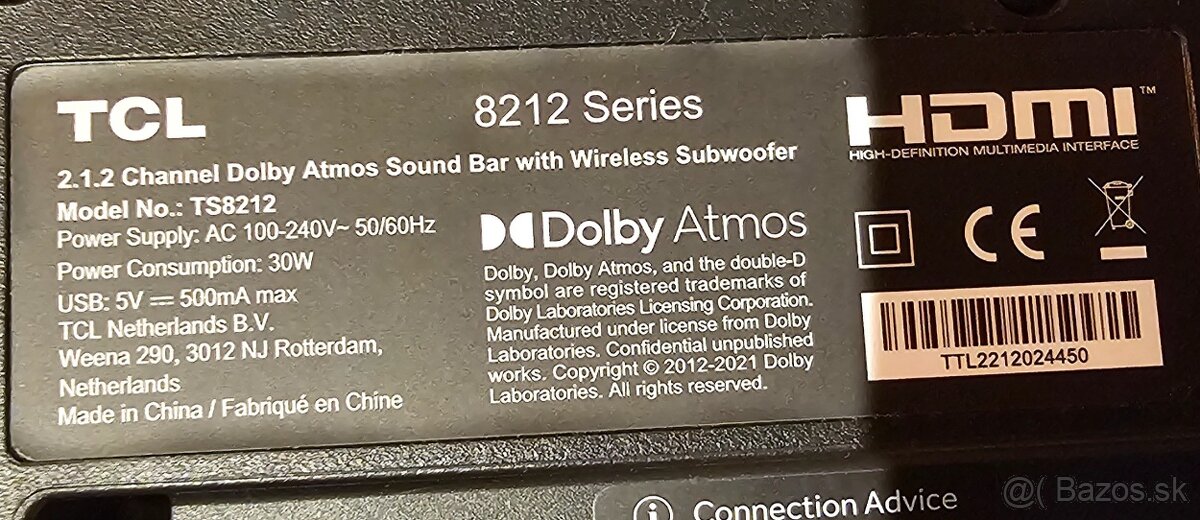 TCL
8212 Series
2.1.2 Channel Dolby Atmos Sound Bar with Wireless Subwoofer
Model No.: TS8212
Power Supply: AC 100-240V~ 50/60Hz
Power Consumption: 30W
USB: 5V ⎓ 500mA max
TCL Netherlands B.V.
Weena 290, 3012 NJ Rotterdam,
Netherlands
Made in China / Fabriqué en Chine
Dolby Atmos
Dolby, Dolby Atmos, and the double-D
symbol are registered trademarks of
Dolby Laboratories Licensing Corporation.
Manufactured under license from Dolby
Laboratories. Confidential unpublished
works. Copyright © 2012-2021 Dolby
Laboratories. All rights reserved.
HDMI™
HIGH-DEFINITION MULTIMEDIA INTERFACE
CE
TTL2212024450
i Connection Advice
@( Bazos.sk